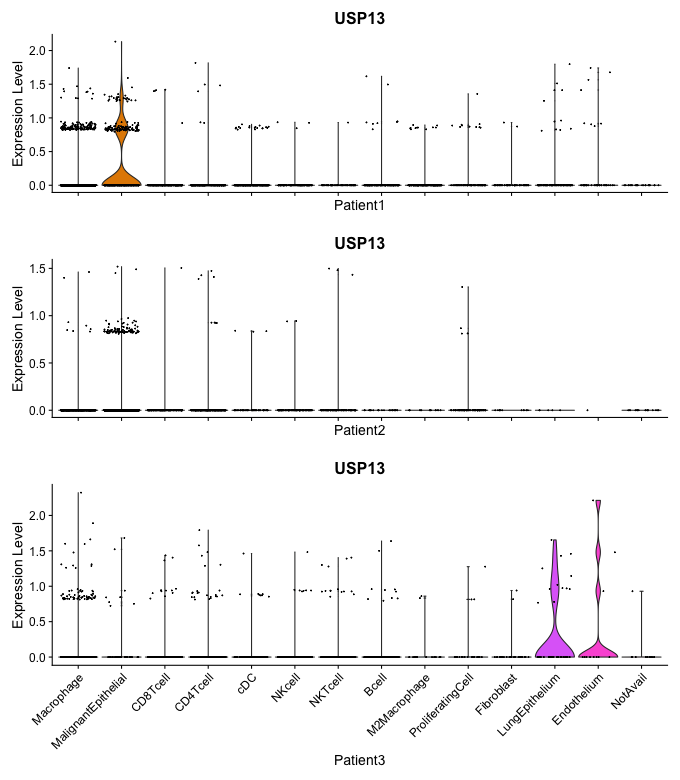 USP13
Expression Level
2.0
1.5
1.0
0.5
0.0
Patient1
USP13
Expression Level
1.5
1.0
0.5
0.0
Patient2
USP13
Expression Level
2.0
1.5
1.0
0.5
0.0
Macrophage
MalignantEpithelial
CD8Tcell
CD4Tcell
cDC
NKcell
NKTcell
Bcell
M2Macrophage
ProliferatingCell
Fibroblast
LungEpithelium
Endothelium
NotAvail
Patient3